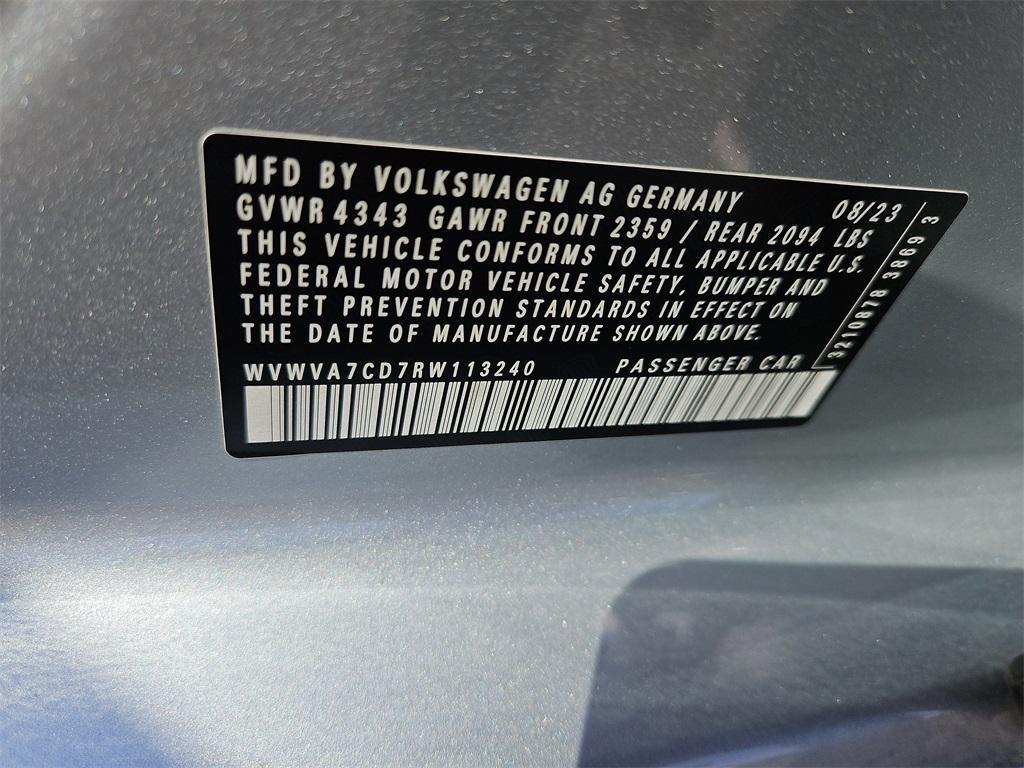 MFD BY VOLKSWAGEN AG GERMANY 08/23
GVWR 4343 GAWR FRONT 2359 / REAR 2094 LBS
THIS VEHICLE CONFORMS TO ALL APPLICABLE U.S.
FEDERAL MOTOR VEHICLE SAFETY, BUMPER AND
THEFT PREVENTION STANDARDS IN EFFECT ON
THE DATE OF MANUFACTURE SHOWN ABOVE.
WVWVA7CD7RW113240 PASSENGER CAR
3210878 3869 3